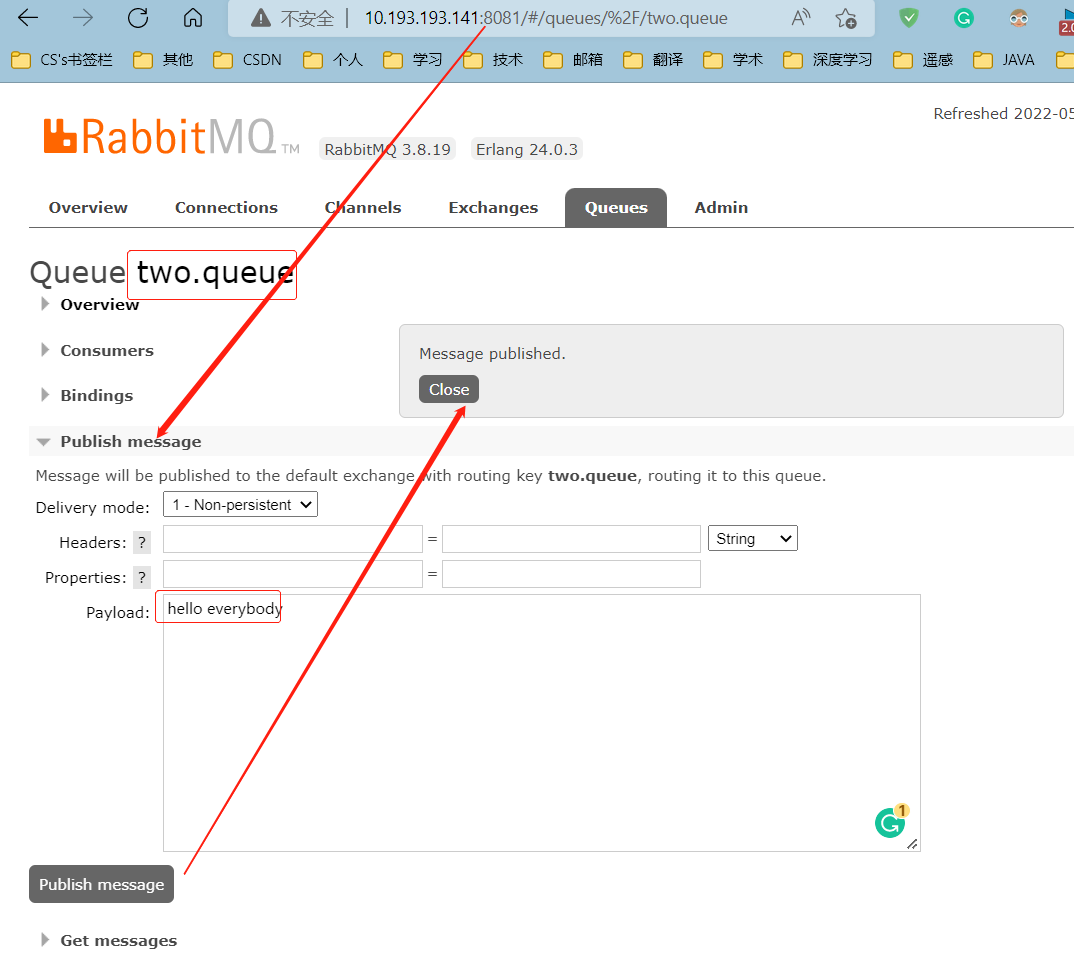 不安全 | 10.193.193.141:8081/#/queues/%2F/two.queue
CS's书签栏 其他 CSDN 个人 学习 技术 邮箱 翻译 学术 深度学习 遥感 JAVA
Refreshed 2022-05
RabbitMQ TM RabbitMQ 3.8.19 Erlang 24.0.3
Overview Connections Channels Exchanges Queues Admin
Queue two.queue
Overview
Consumers
Message published.
Close
Bindings
Publish message
Message will be published to the default exchange with routing key two.queue, routing it to this queue.
Delivery mode: 1 - Non-persistent
Headers: ? = String
Properties: ? =
Payload: hello everybody
1
Publish message
Get messages